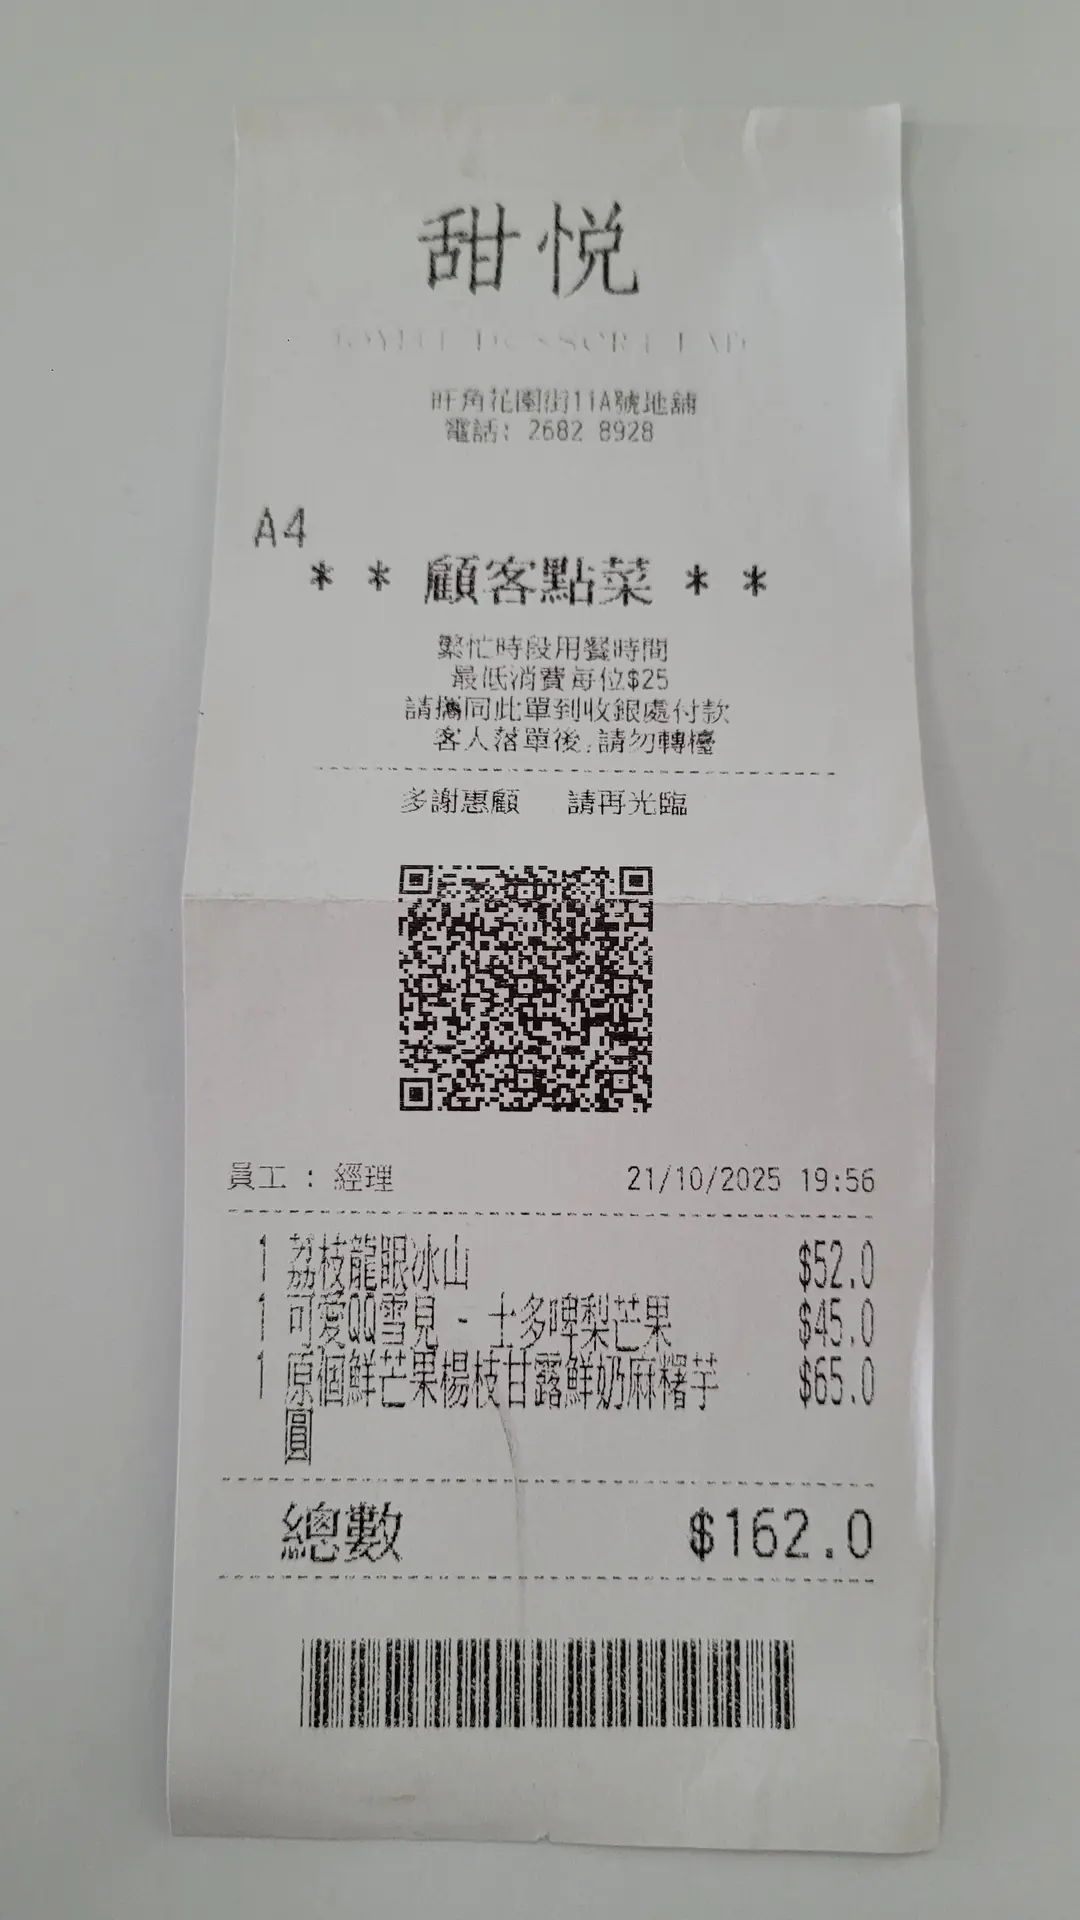 甜悦
旺角花園街11A號地舖
電話: 2682 8928
A4
** 顧客點菜 **
繁忙時段用餐時間
最低消費每位$25
請攜同此單到收銀處付款
客人落單後,請勿轉檯
多謝惠顧 請再光臨
員工 : 經理 21/10/2025 19:56
1 荔枝龍眼冰山 $52.0
1 可愛QQ雪見 - 士多啤梨芒果 $45.0
1 原個鮮芒果楊枝甘露鮮奶麻糬芋 $65.0
圓
總數 $162.0